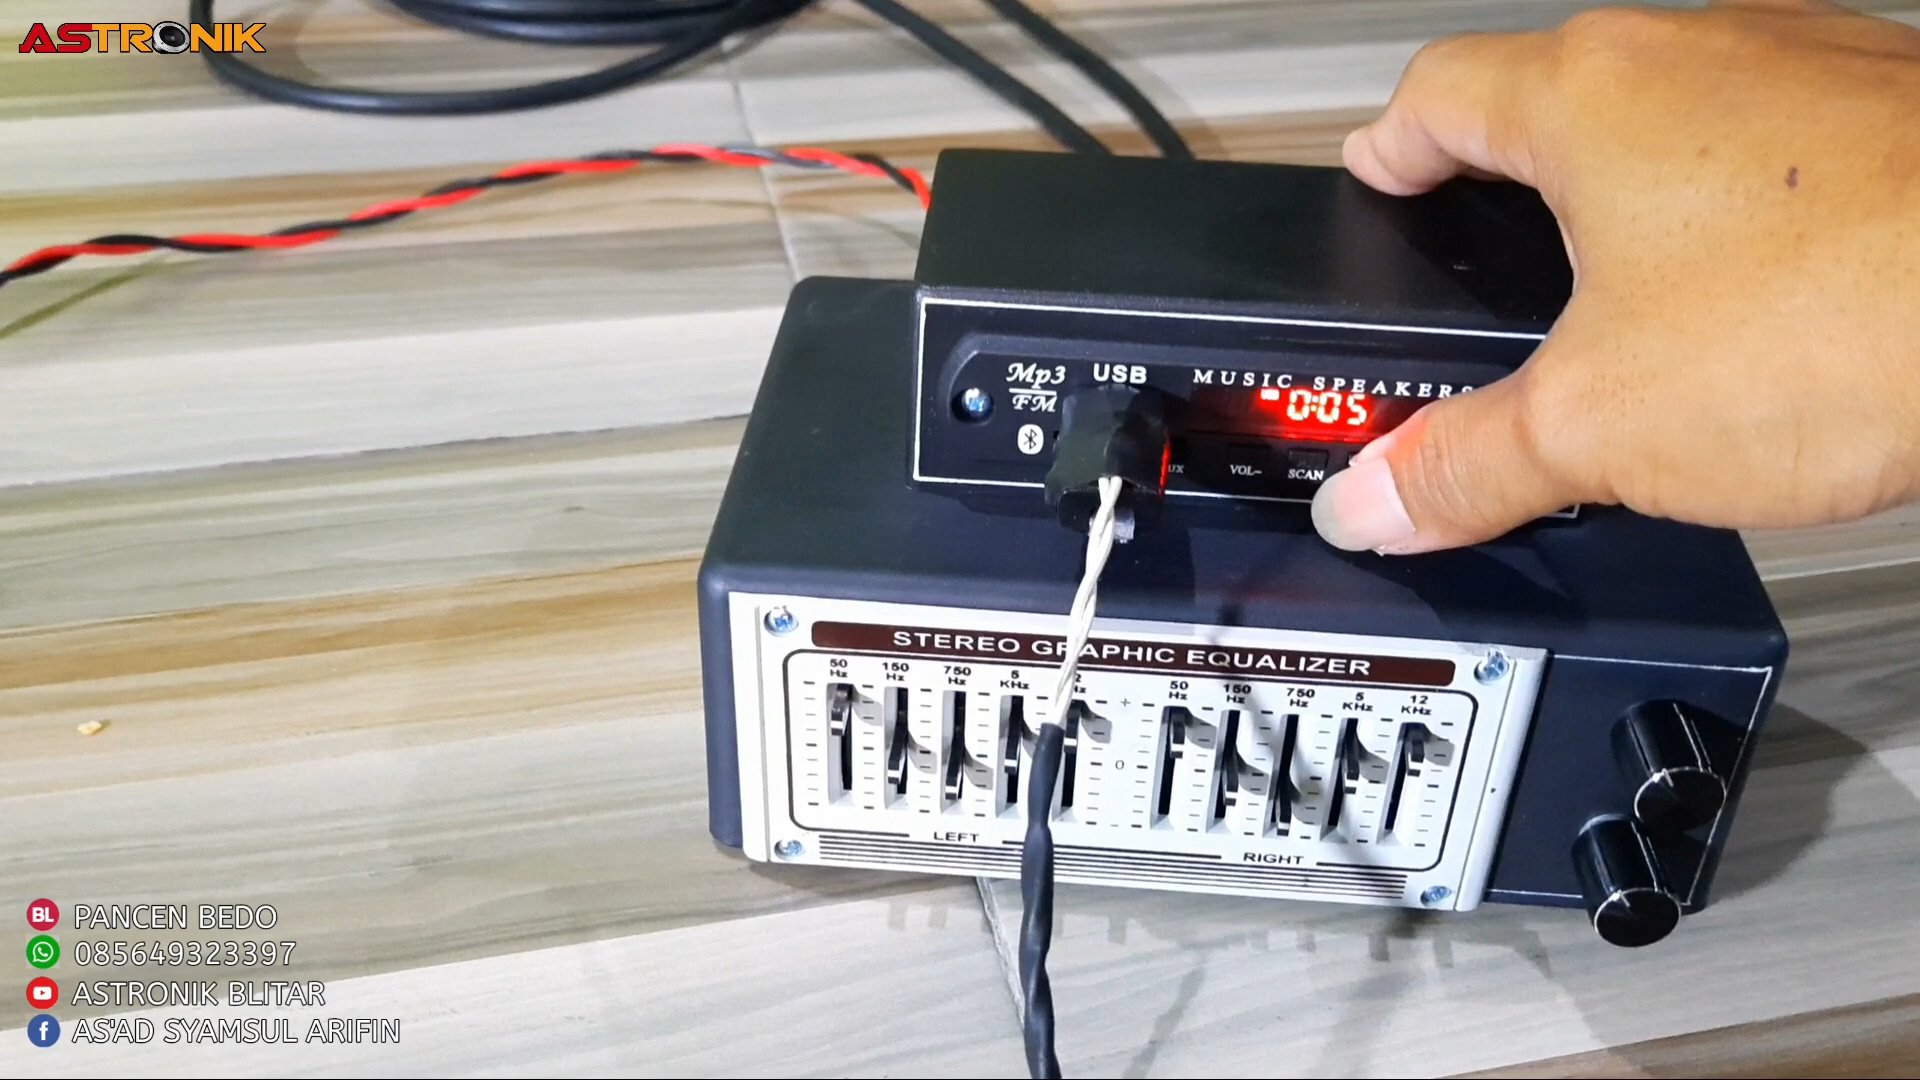 ASTRONIK
Mp3
FM
USB
MUSIC SPEAKERS
0:05
VOL-
SCAN
STEREO GRAPHIC EQUALIZER
50 Hz
150 Hz
750 Hz
5 KHz
50 Hz
150 Hz
750 Hz
5 KHz
12 KHz
+
0
LEFT
RIGHT
BL PANCEN BEDO
085649323397
ASTRONIK BLITAR
f AS'AD SYAMSUL ARIFIN